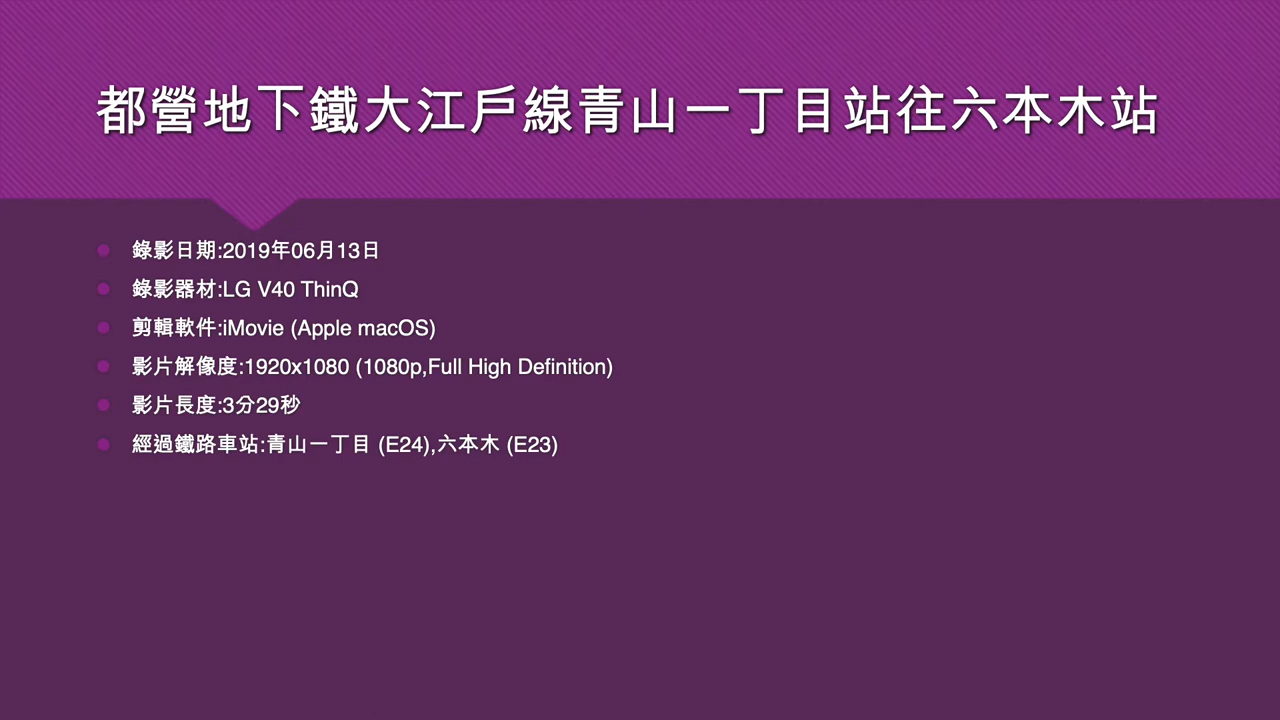 都營地下鐵大江戶線青山一丁目站往六本木站
錄影日期:2019年06月13日
錄影器材:LG V40 ThinQ
剪輯軟件:iMovie (Apple macOS)
影片解像度:1920x1080 (1080p,Full High Definition)
影片長度:3分29秒
經過鐵路車站:青山一丁目 (E24),六本木 (E23)